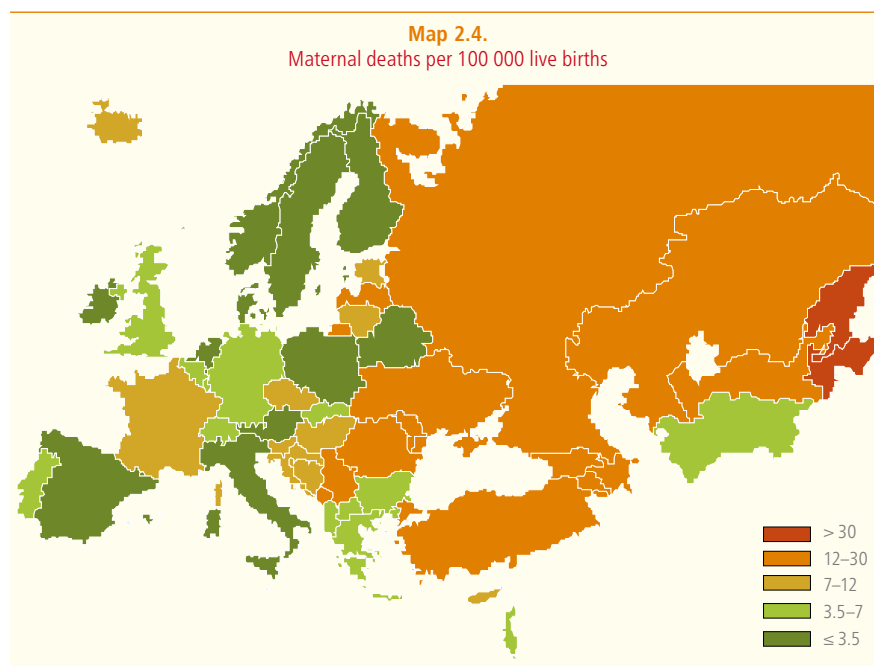 Map 2.4.
Maternal deaths per 100 000 live births
> 30
12–30
7–12
3.5–7
≤ 3.5